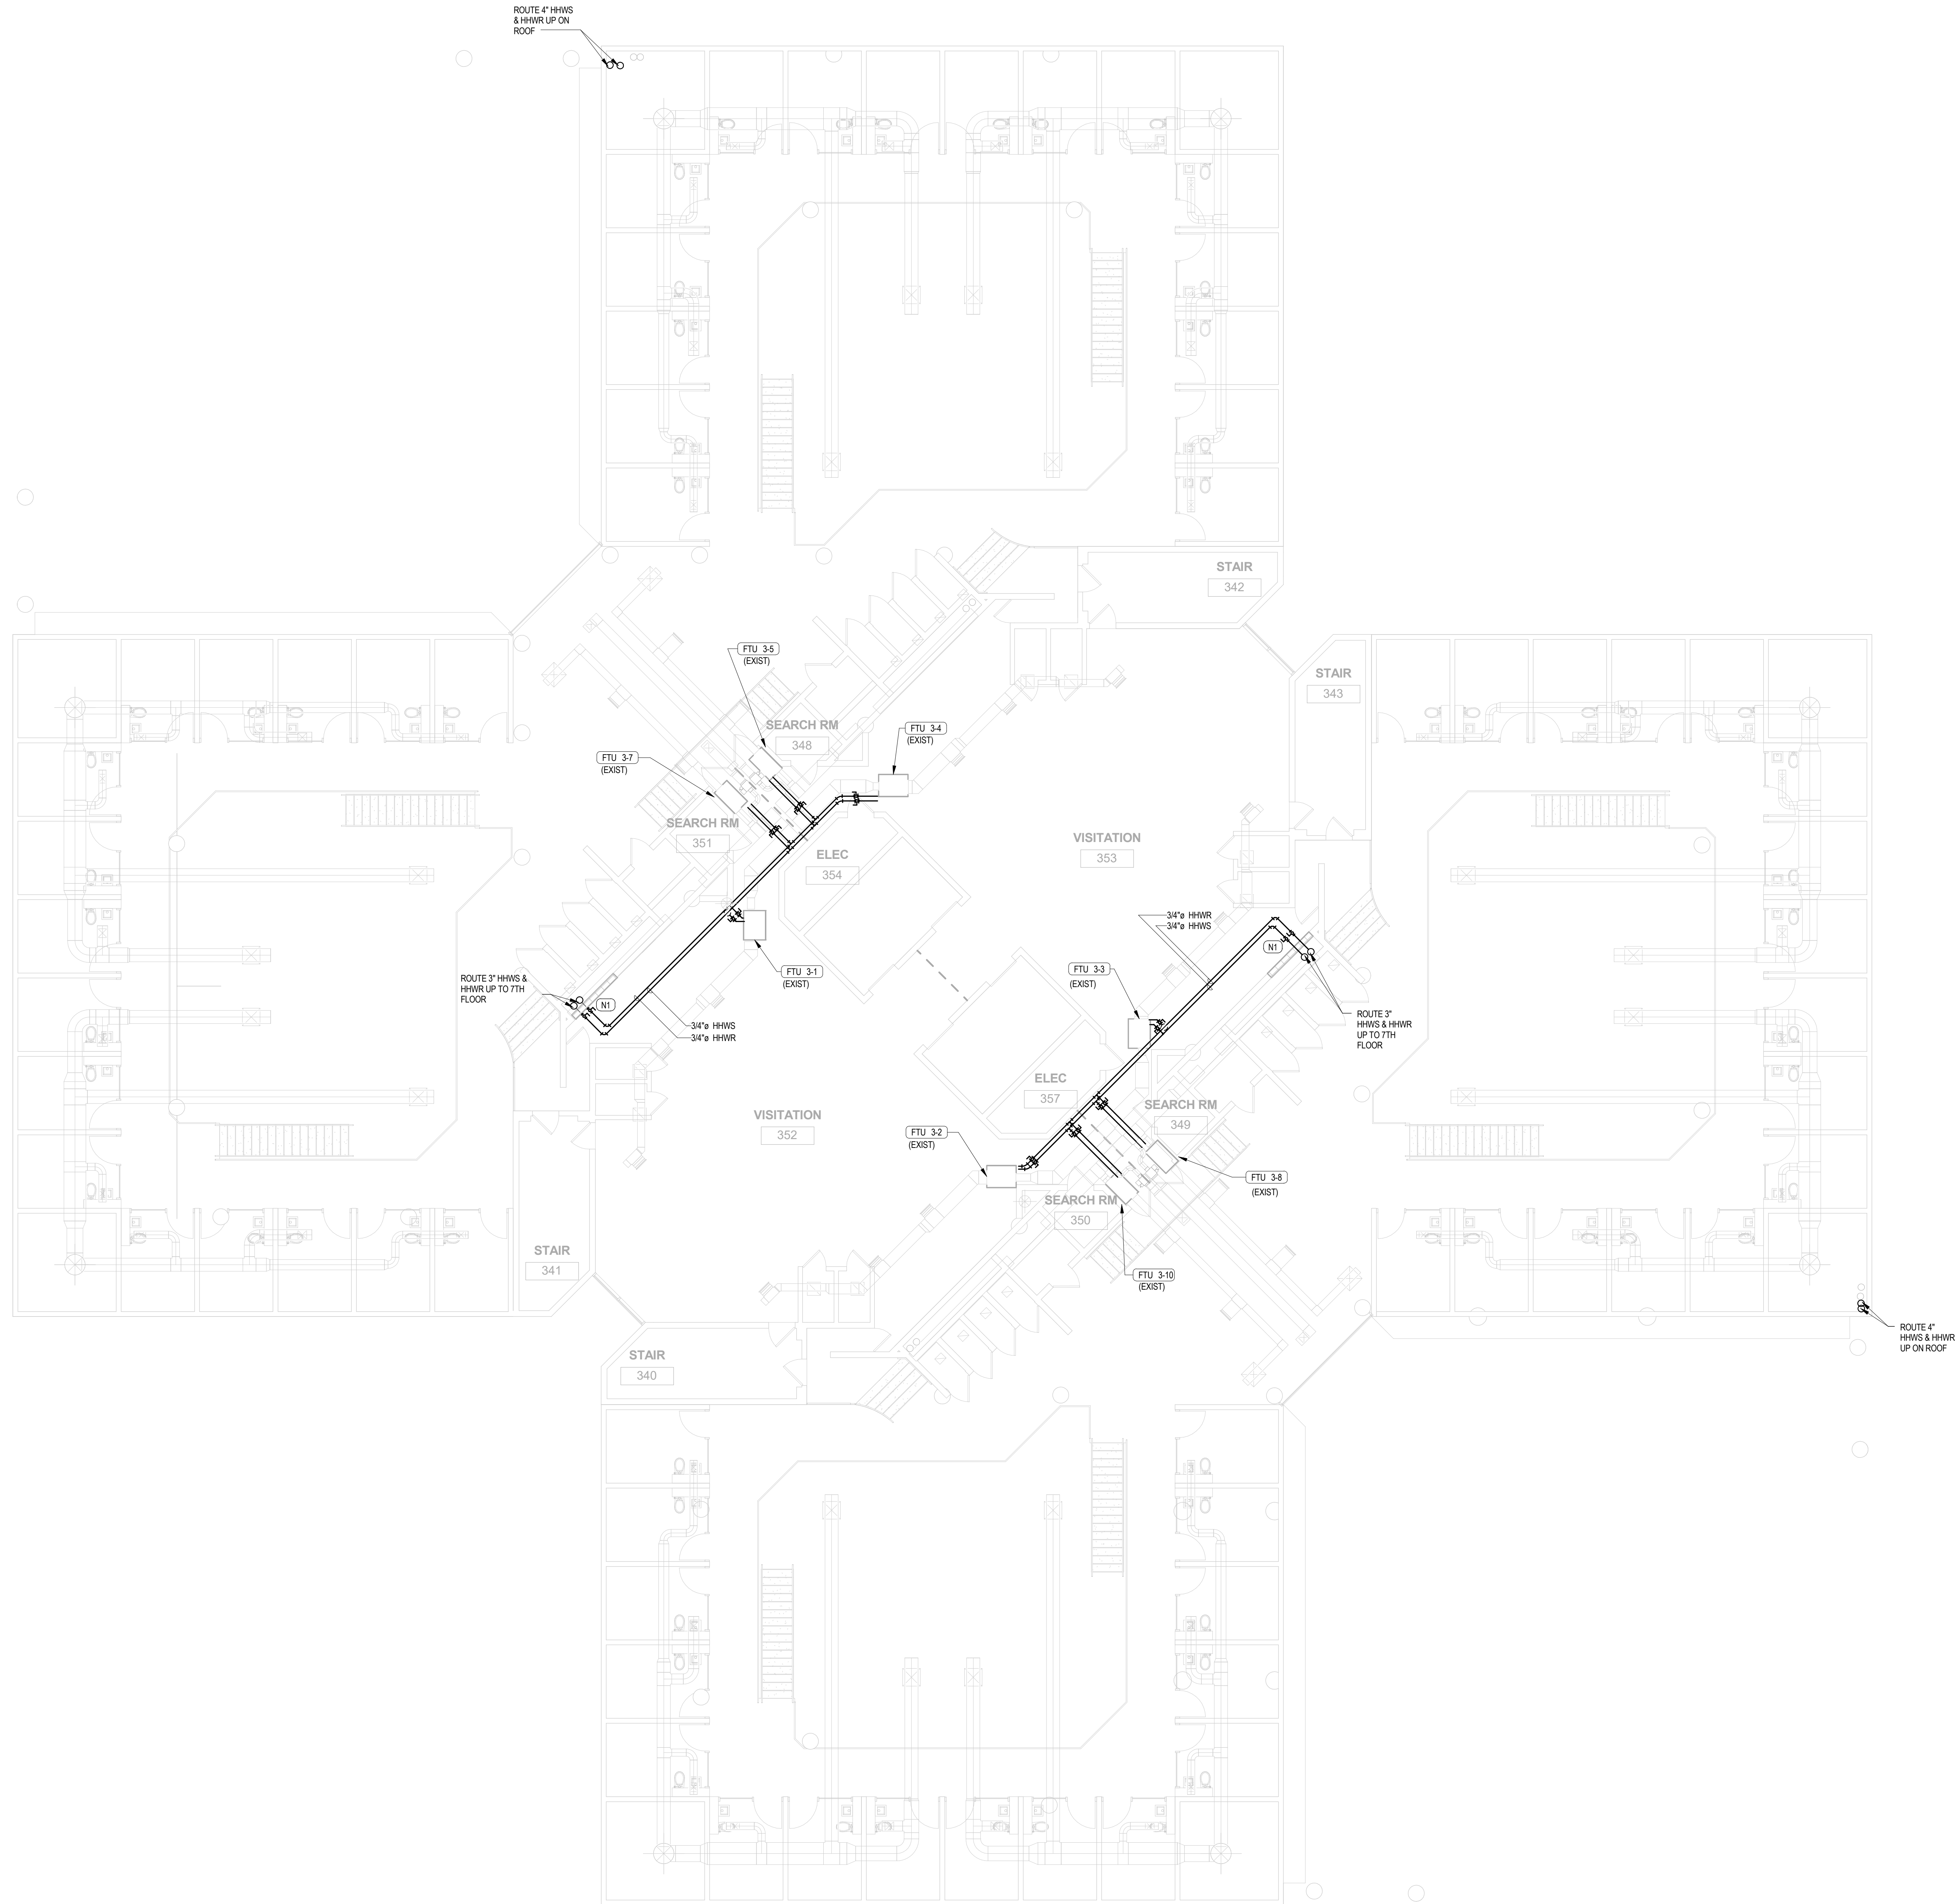 ROUTE 4" HHWS
& HHWR UP ON
ROOF
STAIR
342
STAIR
343
FTU 3-5
(EXIST)
SEARCH RM
348
FTU 3-4
(EXIST)
FTU 3-7
(EXIST)
SEARCH RM
351
ELEC
354
VISITATION
353
3/4"ø HHWR
3/4"ø HHWS
N1
FTU 3-1
(EXIST)
FTU 3-3
(EXIST)
ROUTE 3" HHWS &
HHWR UP TO 7TH
FLOOR
N1
3/4"ø HHWS
3/4"ø HHWR
ROUTE 3"
HHWS & HHWR
UP TO 7TH
FLOOR
ELEC
357
SEARCH RM
349
VISITATION
352
FTU 3-2
(EXIST)
FTU 3-8
(EXIST)
SEARCH RM
350
STAIR
341
FTU 3-10
(EXIST)
ROUTE 4"
HHWS & HHWR
UP ON ROOF
STAIR
340